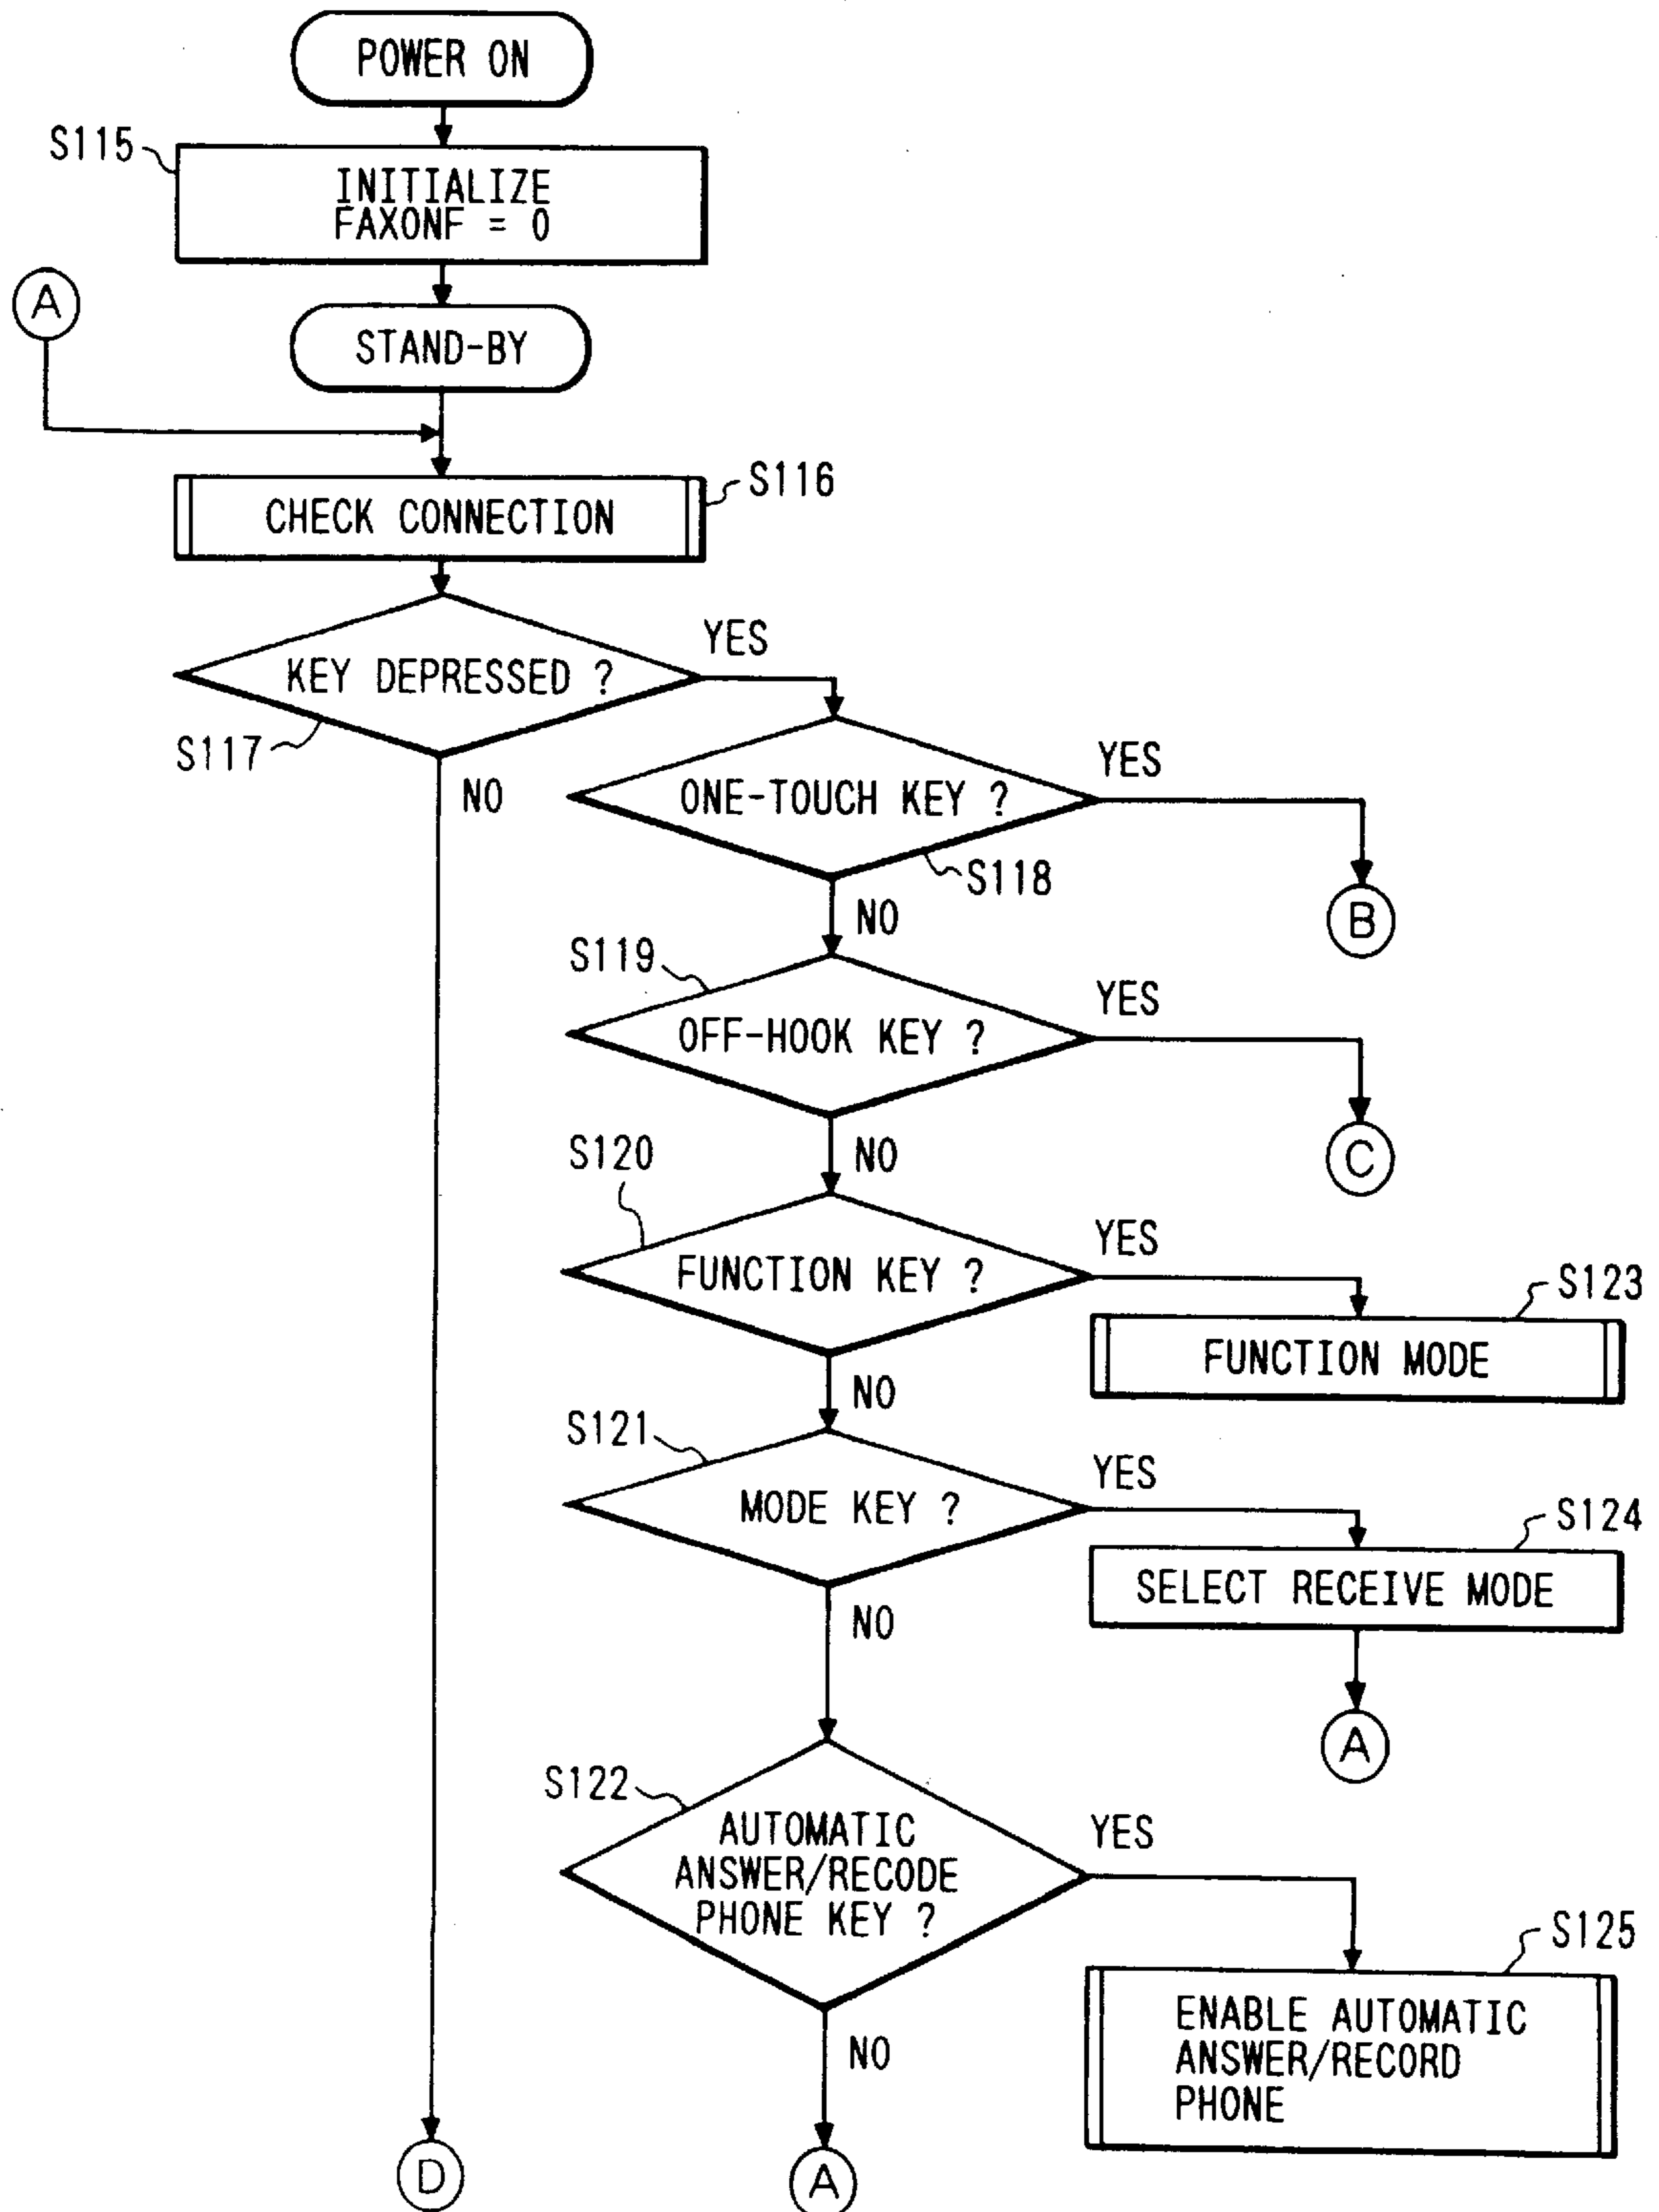 POWER ON
S115
INITIALIZE
FAXONF = 0
A
STAND-BY
S116
CHECK CONNECTION
YES
KEY DEPRESSED ?
S117
NO
YES
ONE-TOUCH KEY ?
S118
B
NO
S119
YES
OFF-HOOK KEY ?
C
NO
S120
YES
FUNCTION KEY ?
S123
FUNCTION MODE
NO
S121
YES
MODE KEY ?
S124
SELECT RECEIVE MODE
NO
A
S122
AUTOMATIC
ANSWER/RECODE
PHONE KEY ?
YES
S125
ENABLE AUTOMATIC
ANSWER/RECORD
PHONE
NO
D
A